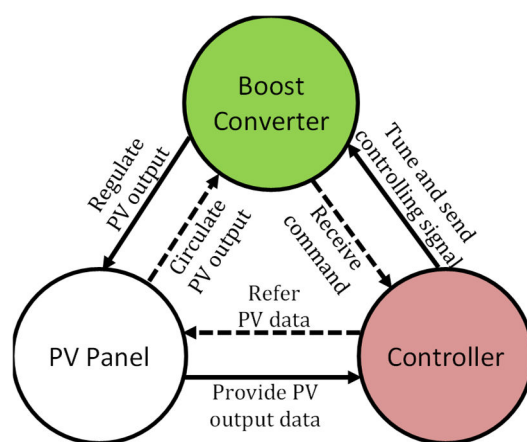 Boost
Converter
Regulate
PV output
Circulate
PV output
Tune and send
controlling signal
Receive
command
Refer
PV data
PV Panel
Controller
Provide PV
output data